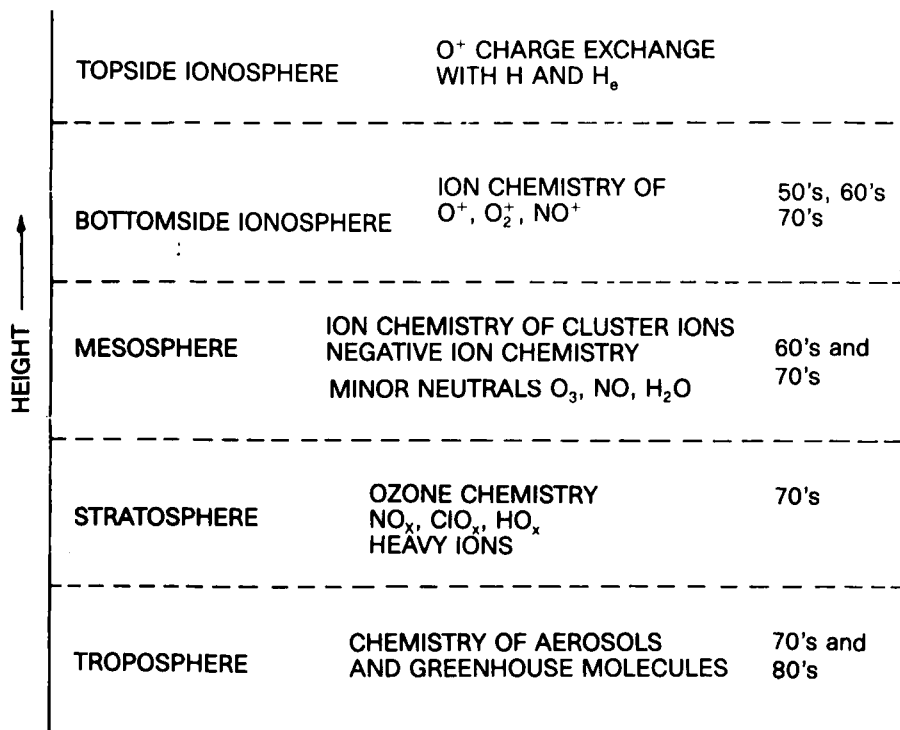 TOPSIDE IONOSPHERE
O⁺ CHARGE EXCHANGE
WITH H AND Hₑ
BOTTOMSIDE IONOSPHERE
ION CHEMISTRY OF
O⁺, O₂⁺, NO⁺
50's, 60's
70's
HEIGHT
MESOSPHERE
ION CHEMISTRY OF CLUSTER IONS
NEGATIVE ION CHEMISTRY
MINOR NEUTRALS O₃, NO, H₂O
60's and
70's
STRATOSPHERE
OZONE CHEMISTRY
NOₓ, ClOₓ, HOₓ
HEAVY IONS
70's
TROPOSPHERE
CHEMISTRY OF AEROSOLS
AND GREENHOUSE MOLECULES
70's and
80's